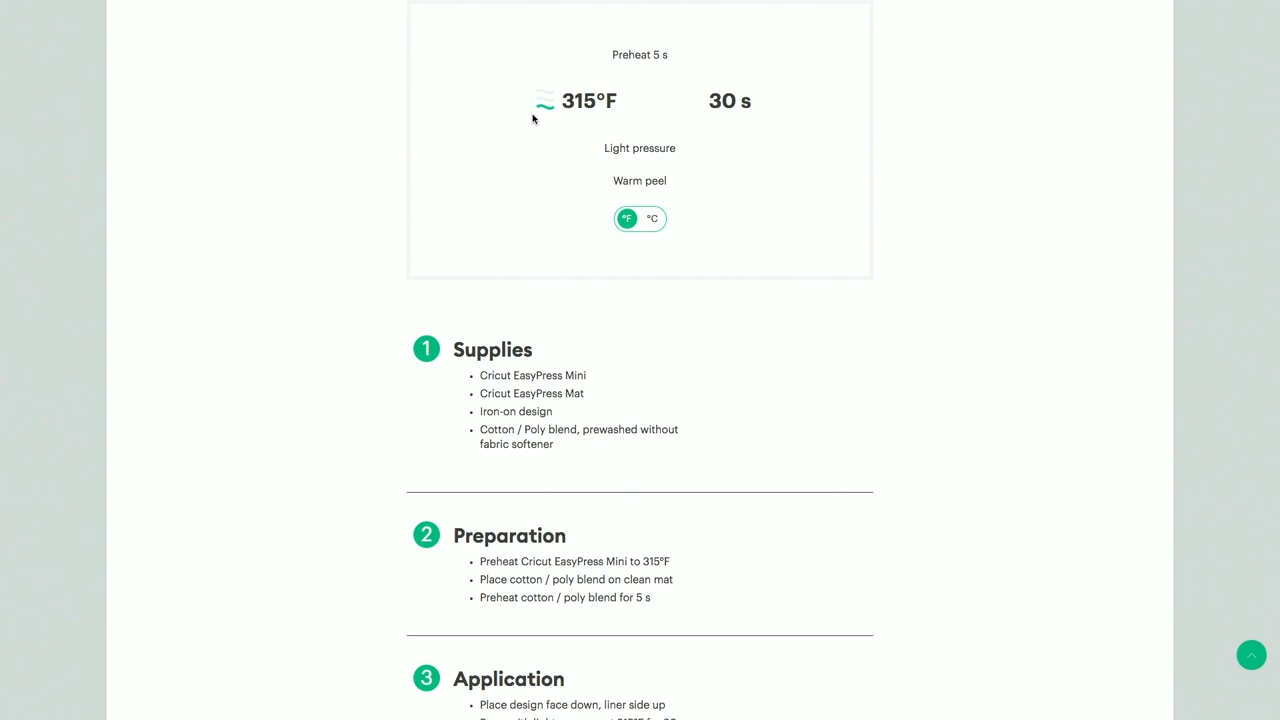 Preheat 5 s
315°F 30 s
Light pressure
Warm peel
°F °C
1 Supplies
• Cricut EasyPress Mini
• Cricut EasyPress Mat
• Iron-on design
• Cotton / Poly blend, prewashed without
fabric softener
2 Preparation
• Preheat Cricut EasyPress Mini to 315°F
• Place cotton / poly blend on clean mat
• Preheat cotton / poly blend for 5 s
3 Application
• Place design face down, liner side up